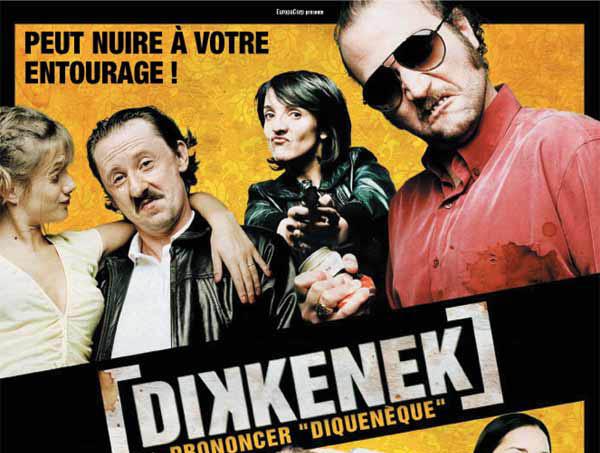 EuropaCorp présente
PEUT NUIRE À VOTRE
ENTOURAGE !
[DIKKENEK]
PRONONCER "DIQUENÈQUE"